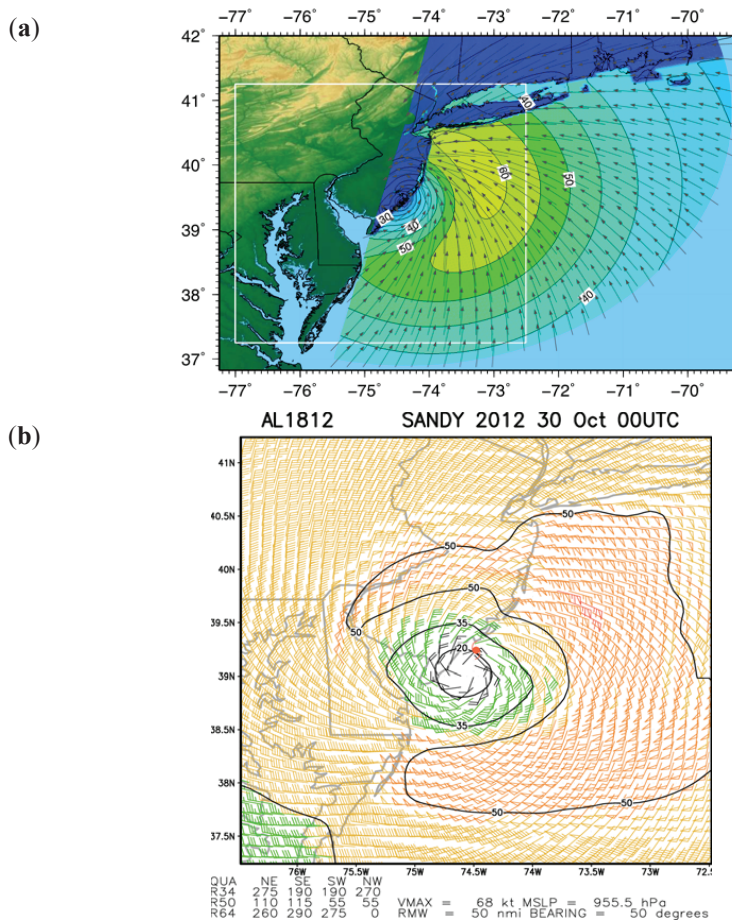 (a)
−77° −76° −75° −74° −73° −72° −71° −70°
42°
41°
40°
39°
38°
37°
40
60
50
30
40
50
40
−77° −76° −75° −74° −73° −72° −71° −70°
(b)
AL1812 SANDY 2012 30 Oct 00UTC
41N
40.5N
40N
39.5N
39N
38.5N
38N
37.5N
50
50
50
50
35
20
35
50
50
76W 75.5W 75W 74.5W 74W 73.5W 73W 72.5
QUA NE SE SW NW
R34 275 190 190 270
R50 110 115 55 55 VMAX = 68 kt MSLP = 955.5 hPa
R64 260 290 275 0 RMW = 50 nmi BEARING = 50 degrees